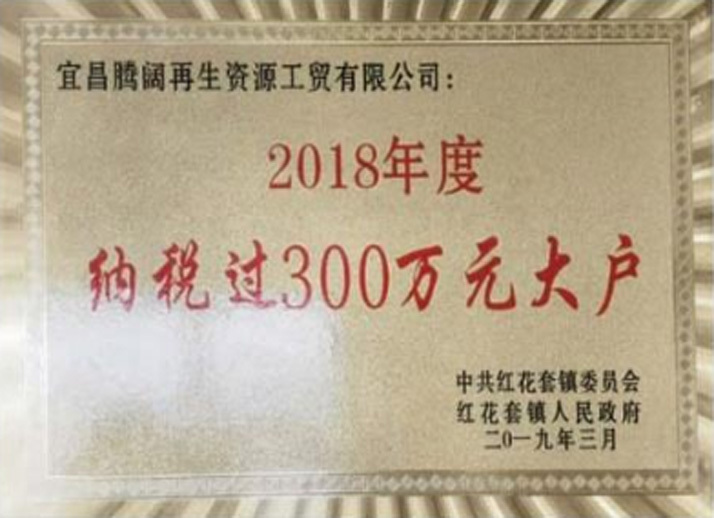 宜昌腾阔再生资源工贸有限公司：
2018年度
纳税过300万元大户
中共红花套镇委员会
红花套镇人民政府
二0一九年三月